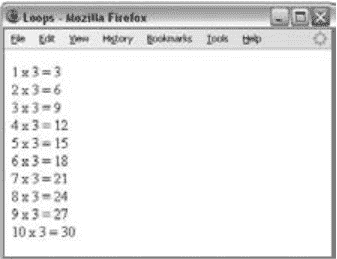 Loops - Mozilla Firefox
File Edit View History Bookmarks Tools Help
1 x 3 = 3
2 x 3 = 6
3 x 3 = 9
4 x 3 = 12
5 x 3 = 15
6 x 3 = 18
7 x 3 = 21
8 x 3 = 24
9 x 3 = 27
10 x 3 = 30